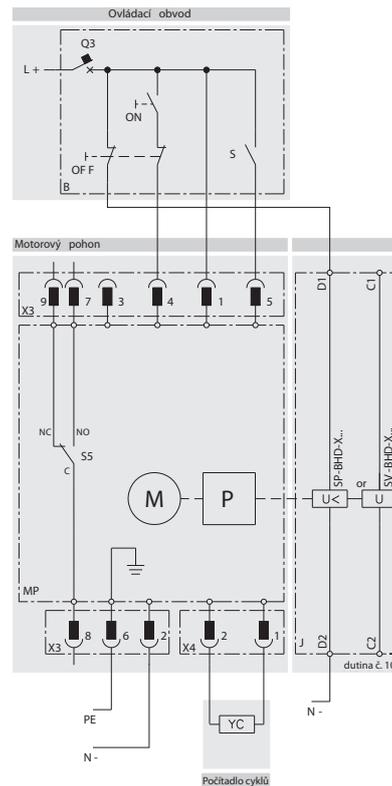 Ovládací obvod
Q3
L +
ON
OF F
S
B
Motorový pohon
X3
9
7
3
4
1
5
D1
C1
NC
NO
S5
C
M
P
SP-BHD-X...
or
SV -BHD-X...
U<
U
MP
X3
8
6
2
X4
2
1
J
D2
C2
dutina č. 10
PE
N -
N -
YC
Počítadlo cyklů